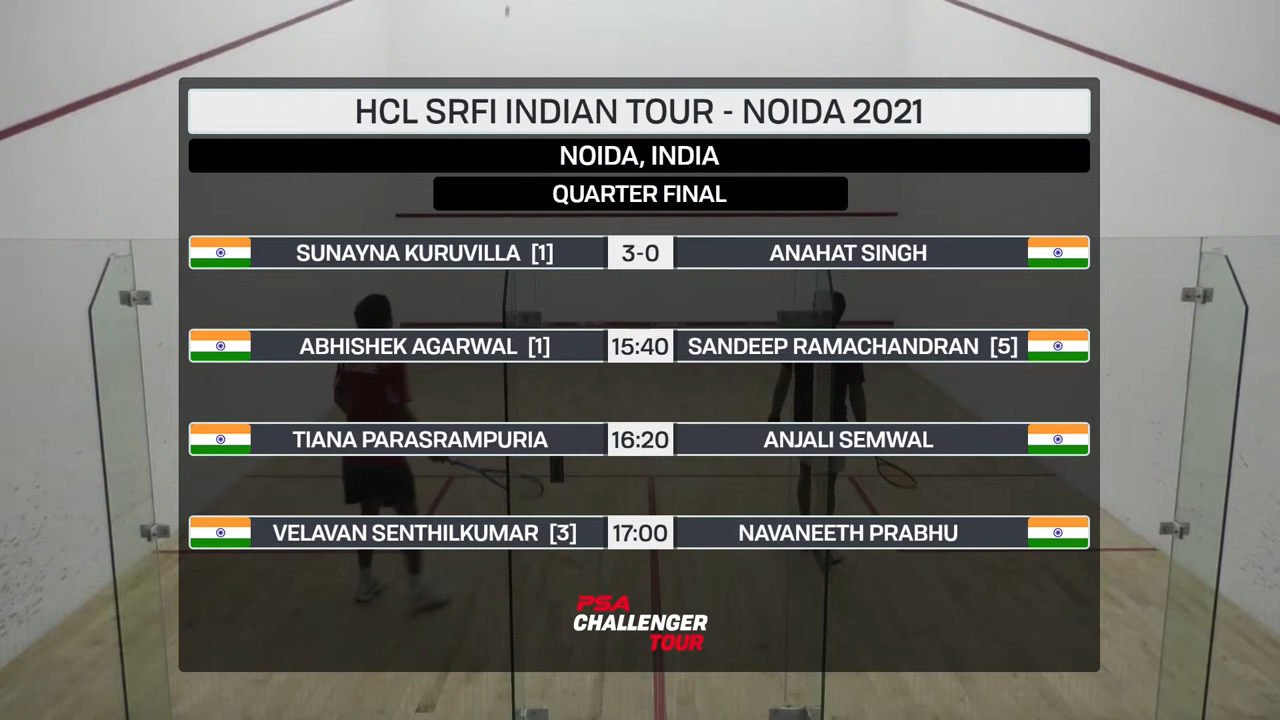 HCL SRFI INDIAN TOUR - NOIDA 2021
NOIDA, INDIA
QUARTER FINAL
SUNAYNA KURUVILLA [1] 3-0 ANAHAT SINGH
ABHISHEK AGARWAL [1] 15:40 SANDEEP RAMACHANDRAN [5]
TIANA PARASRAMPURIA 16:20 ANJALI SEMWAL
VELAVAN SENTHILKUMAR [3] 17:00 NAVANEETH PRABHU
PSA
CHALLENGER
TOUR